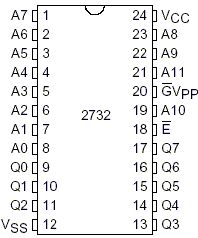 A7 1 24 VCC
A6 2 23 A8
A5 3 22 A9
A4 4 21 A11
A3 5 20 G̅VPP
A2 6 2732 19 A10
A1 7 18 E̅
A0 8 17 Q7
Q0 9 16 Q6
Q1 10 15 Q5
Q2 11 14 Q4
VSS 12 13 Q3